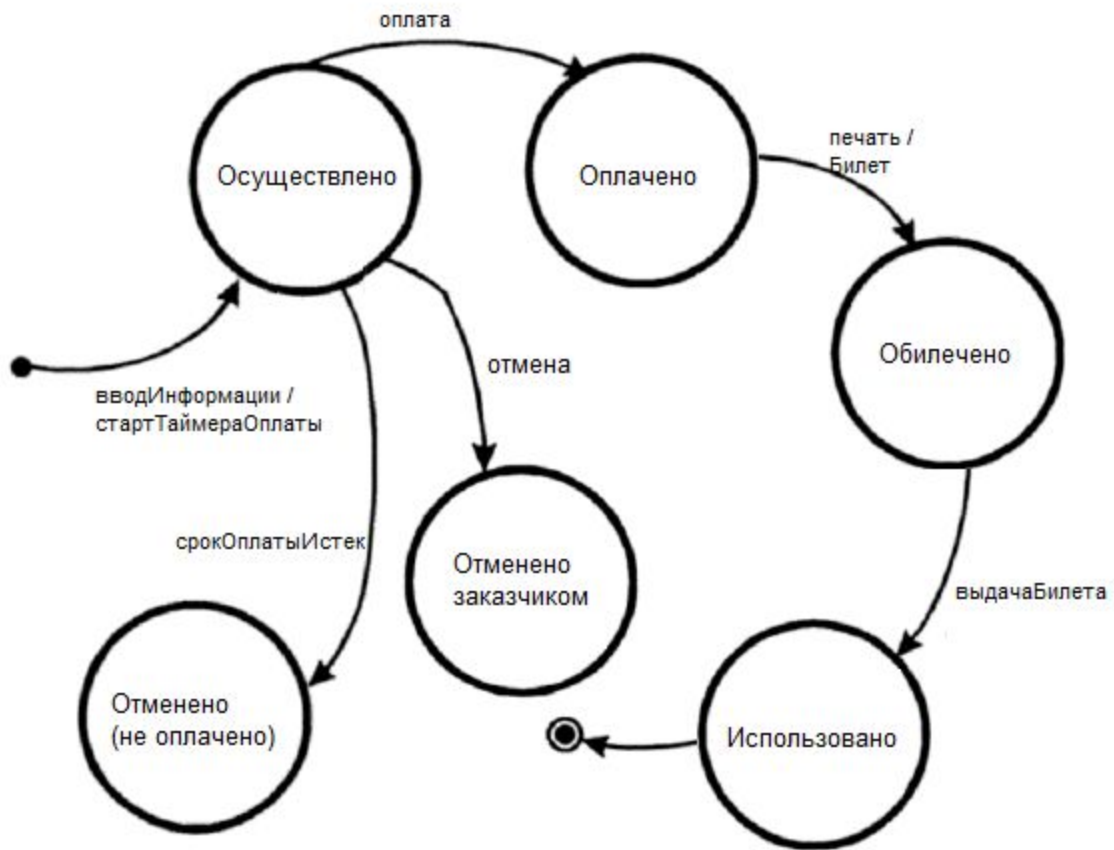 оплата
Осуществлено
Оплачено
печать /
Билет
Обилечено
вводИнформации /
стартТаймераОплаты
отмена
срокОплатыИстек
Отменено
заказчиком
выдачаБилета
Отменено
(не оплачено)
Использовано